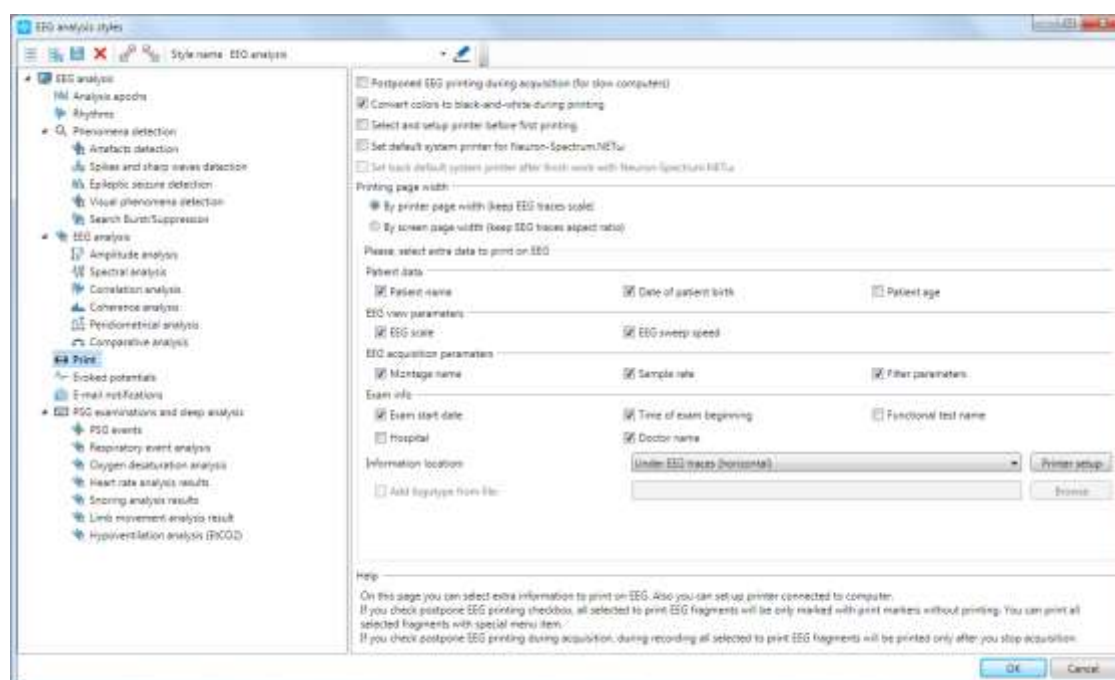 EEG analysis styles
Style name EEG analysis
EEG analysis
Analysis epochs
Rhythms
Phenomena detection
Artefacts detection
Spikes and sharp waves detection
Epileptic seizure detection
Visual phenomena detection
Search Burst/Suppression
EEG analysis
Amplitude analysis
Spectral analysis
Correlation analysis
Coherence analysis
Periodometrical analysis
Comparative analysis
Print
Evoked potentials
E-mail notifications
PSG examinations and sleep analysis
PSG events
Respiratory event analysis
Oxygen desaturation analysis
Heart rate analysis results
Snoring analysis results
Limb movement analysis result
Hypoventilation analysis (EtCO2)
Postponed EEG printing during acquisition (for slow computers)
Convert colors to black-and-white during printing
Select and setup printer before first printing
Set default system printer for Neuron-Spectrum.NETω
Set back default system printer after finish work with Neuron-Spectrum.NETω
Printing page width
By printer page width (keep EEG traces scale)
By screen page width (keep EEG traces aspect ratio)
Please, select extra data to print on EEG
Patient data
Patient name Date of patient birth Patient age
EEG view parameters
EEG scale EEG sweep speed
EEG acquisition parameters
Montage name Sample rate Filter parameters
Exam info
Exam start date Time of exam beginning Functional test name
Hospital Doctor name
Information location Under EEG traces (horizontal) Printer setup
Add logotype from file: Browse
Help
On this page you can select extra information to print on EEG. Also you can set up printer connected to computer.
If you check postpone EEG printing checkbox, all selected to print EEG fragments will be only marked with print markers without printing. You can print all
selected fragments with special menu item.
If you check postpone EEG printing during acquisition, during recording all selected to print EEG fragments will be printed only after you stop acquisition
OK Cancel